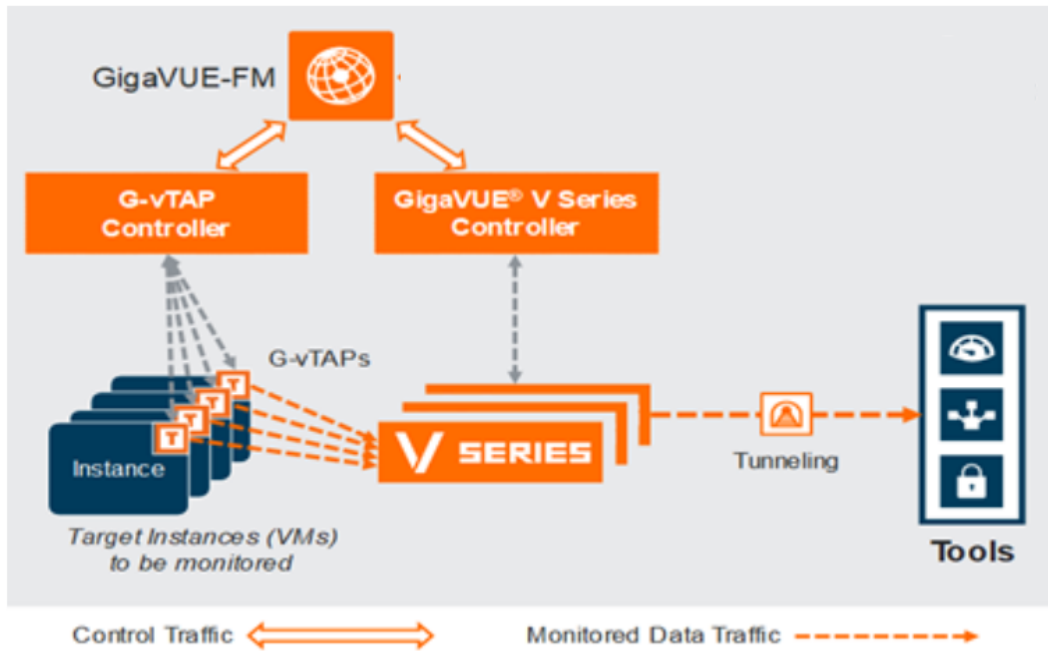 GigaVUE-FM
G-vTAP
Controller
GigaVUE® V Series
Controller
G-vTAPs
T
T
T
T
Instance
V SERIES
Tunneling
Target Instances (VMs)
to be monitored
Tools
Control Traffic
Monitored Data Traffic